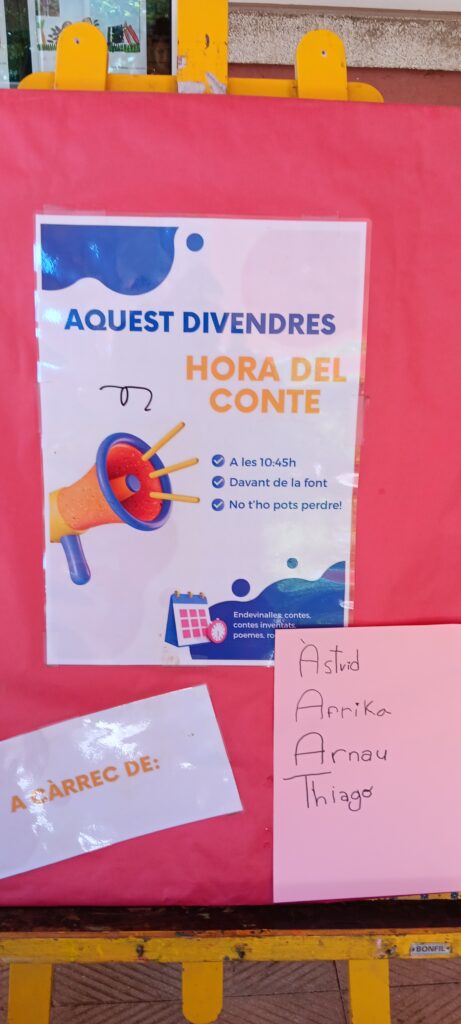 AQUEST DIVENDRES
HORA DEL
CONTE
A les 10:45h
Davant de la font
No t'ho pots perdre!
Endevinalles, contes,
contes inventats,
poemes,
A CÀRREC DE:
Àstrid
Afrika
Arnau
Thiago
BONFIL